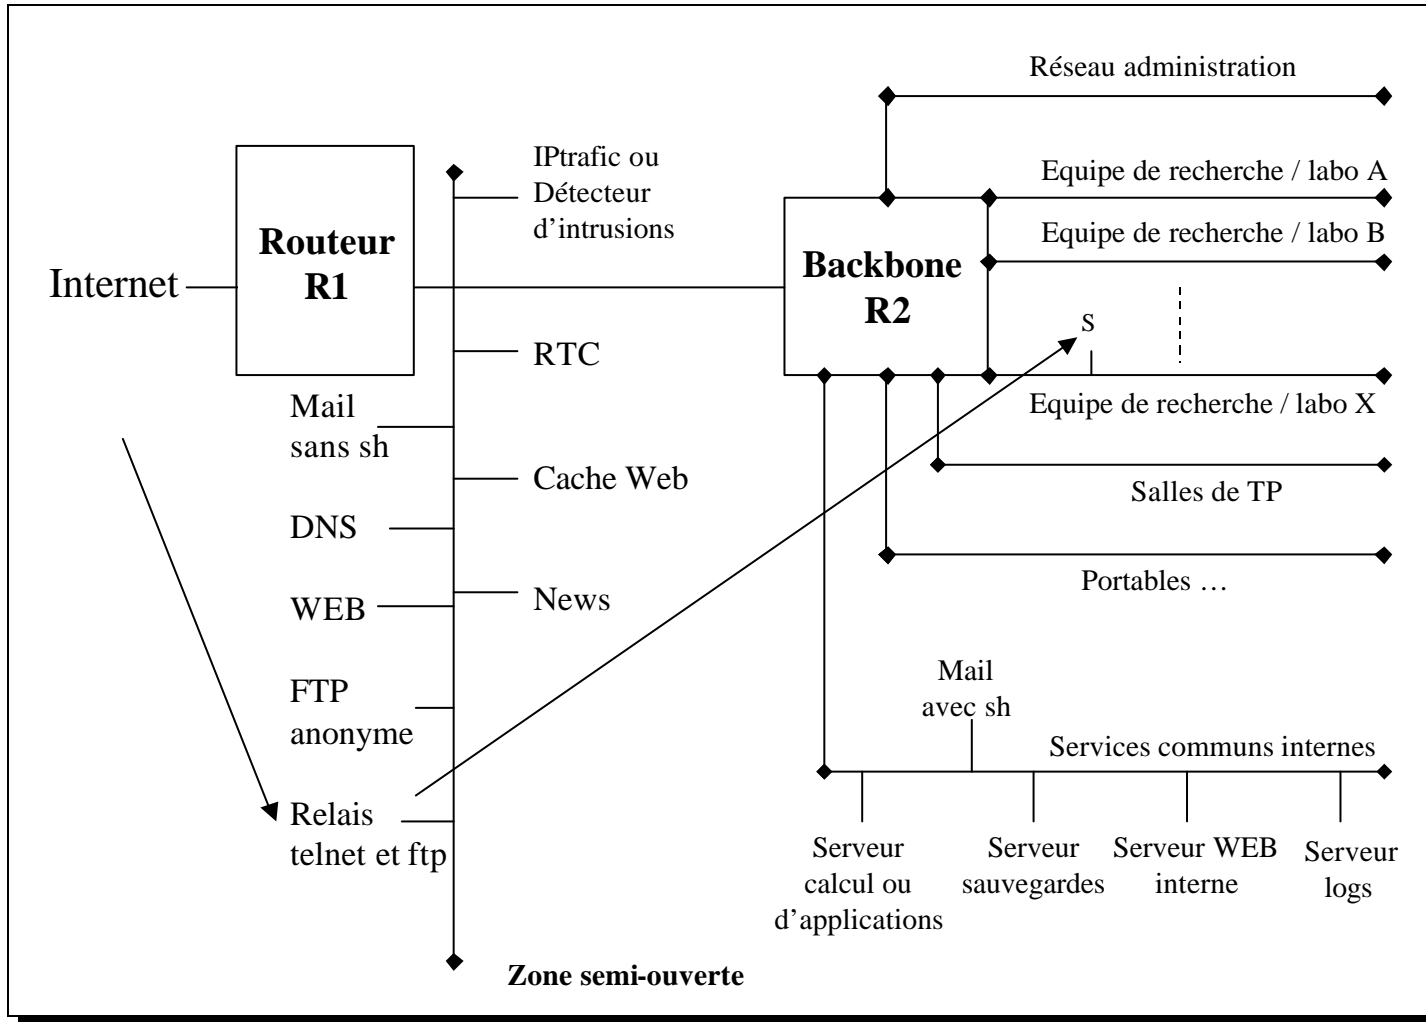 Réseau administration
IPtrafic ou
Détecteur
d’intrusions
Equipe de recherche / labo A
Routeur
R1
Equipe de recherche / labo B
Internet
Backbone
R2
S
RTC
Mail
sans sh
Equipe de recherche / labo X
Cache Web
Salles de TP
DNS
WEB
News
Portables …
FTP
anonyme
Mail
avec sh
Services communs internes
Relais
telnet et ftp
Serveur
calcul ou
d’applications
Serveur
sauvegardes
Serveur WEB
interne
Serveur
logs
Zone semi-ouverte